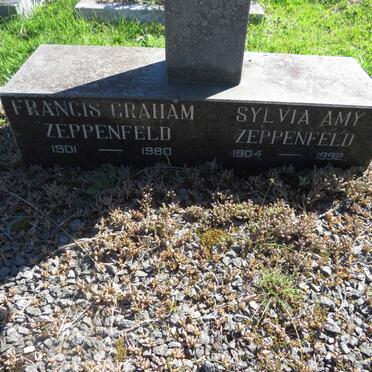 FRANCIS GRAHAM
ZEPPENFELD
1901 — 1980
SYLVIA AMY
ZEPPENFELD
1904 — 1992